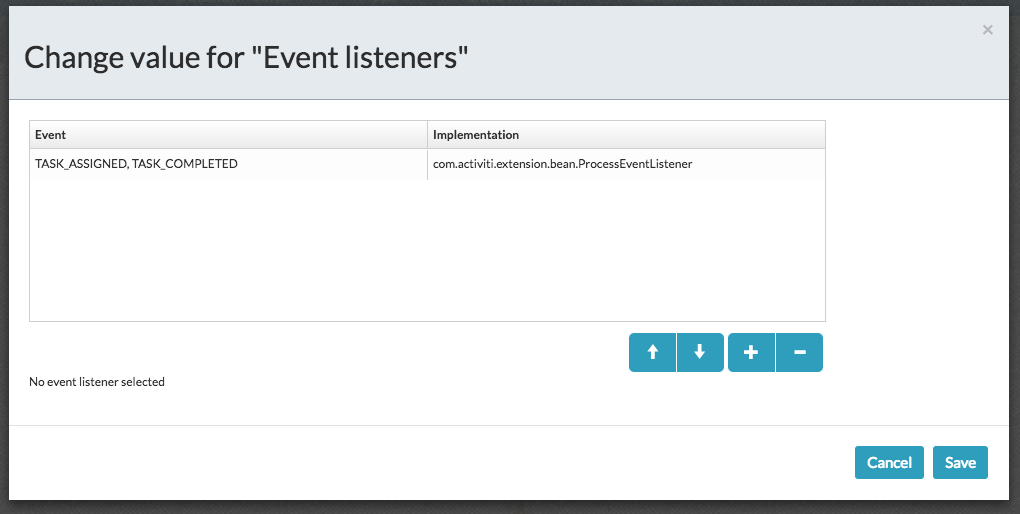 ×
Change value for "Event listeners"
Event Implementation
TASK_ASSIGNED, TASK_COMPLETED com.activiti.extension.bean.ProcessEventListener
No event listener selected
Cancel Save